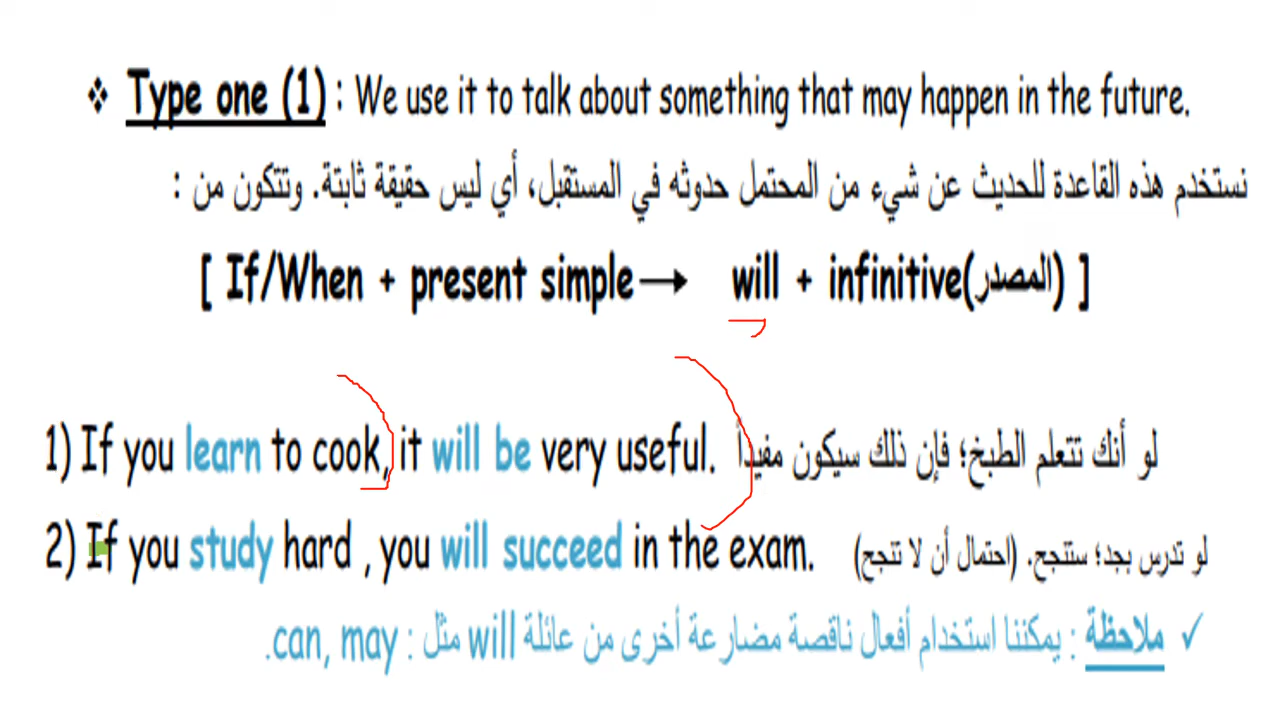 ❖ Type one (1) : We use it to talk about something that may happen in the future.
نستخدم هذه القاعدة للحديث عن شيء من المحتمل حدوثه في المستقبل، أي ليس حقيقة ثابتة. وتتكون من :
[ If/When + present simple → will + infinitive(المصدر) ]
1) If you learn to cook, it will be very useful. لو أنك تتعلم الطبخ؛ فإن ذلك سيكون مفيداً
2) If you study hard , you will succeed in the exam. لو تدرس بجد؛ ستنجح. (احتمال أن لا تنجح)
✓ ملاحظة : يمكننا استخدام أفعال ناقصة مضارعة أخرى من عائلة will مثل : can, may.